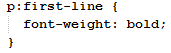 p:first-line {
  font-weight: bold;
}